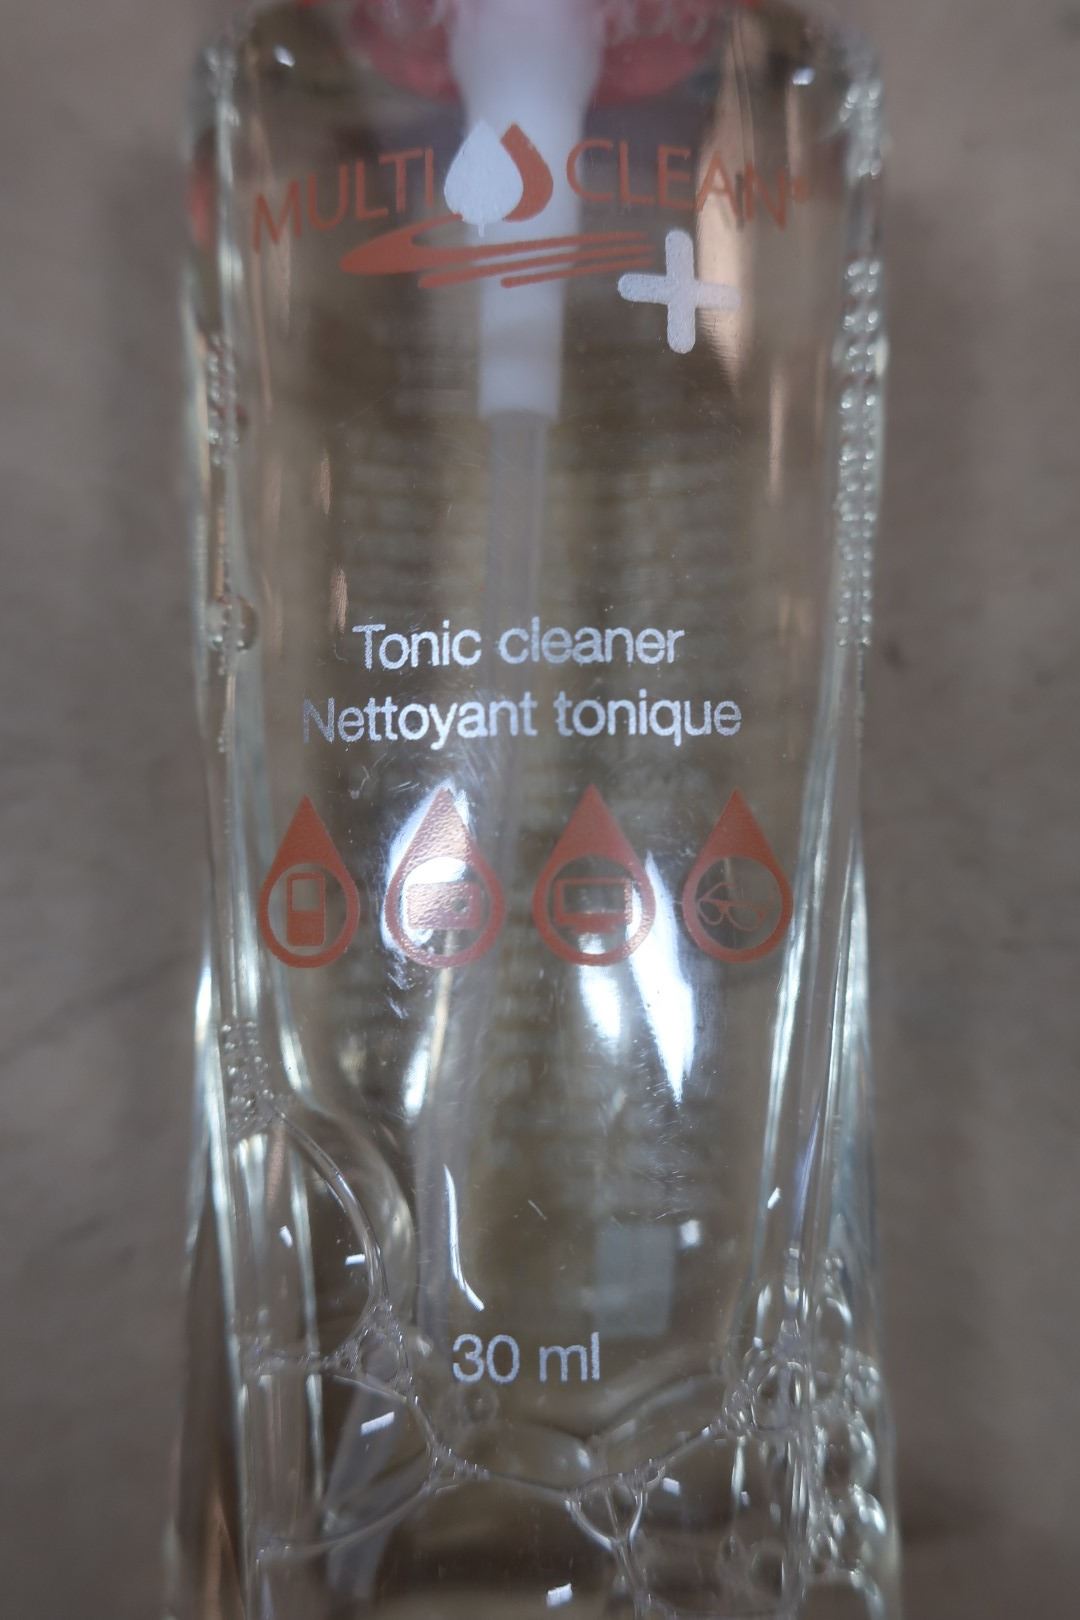 MULTI CLEAN
+
Tonic cleaner
Nettoyant tonique
30 ml